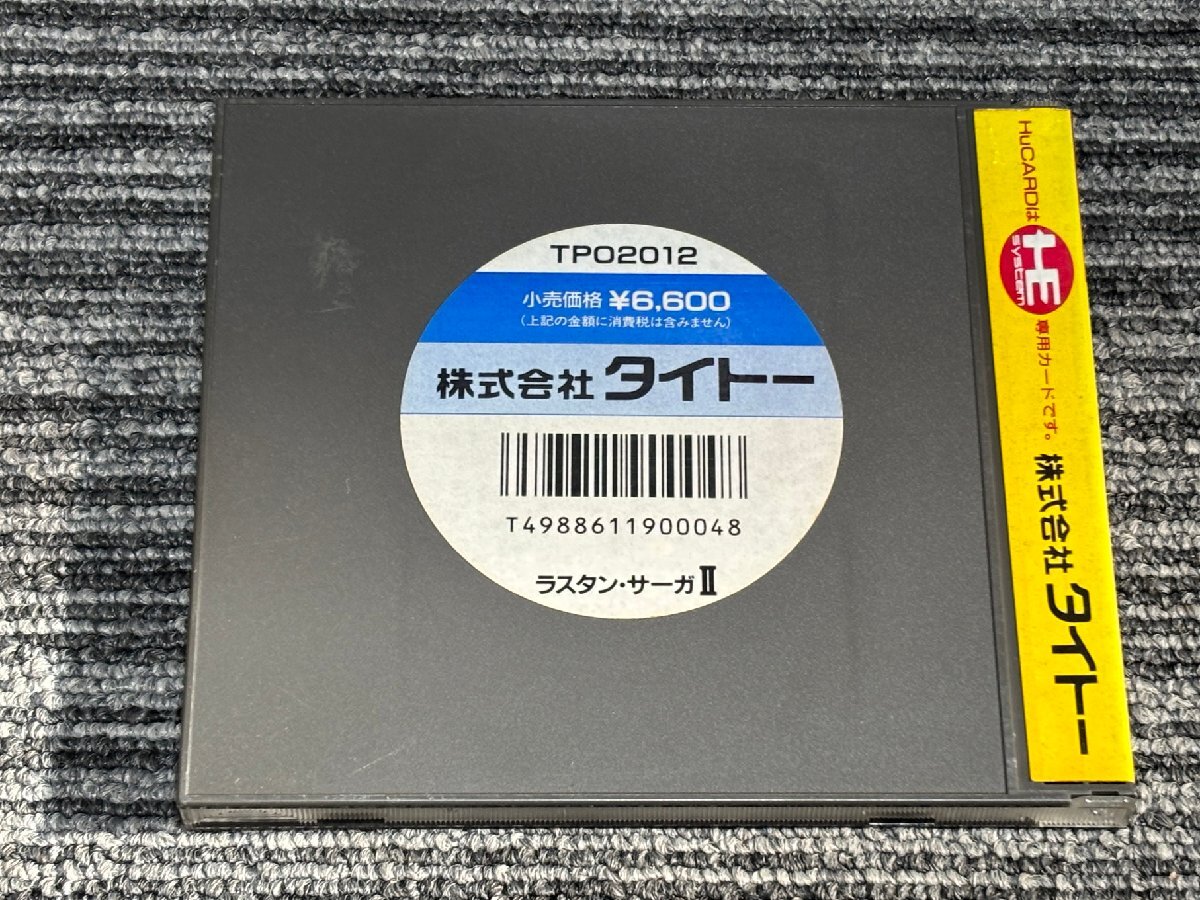 TP02012
小売価格 ¥6,600
(上記の金額に消費税は含みません)
株式会社 タイトー
T4988611900048
ラスタン・サーガⅡ
HuCARDは HE system 専用カードです。 株式会社 タイトー